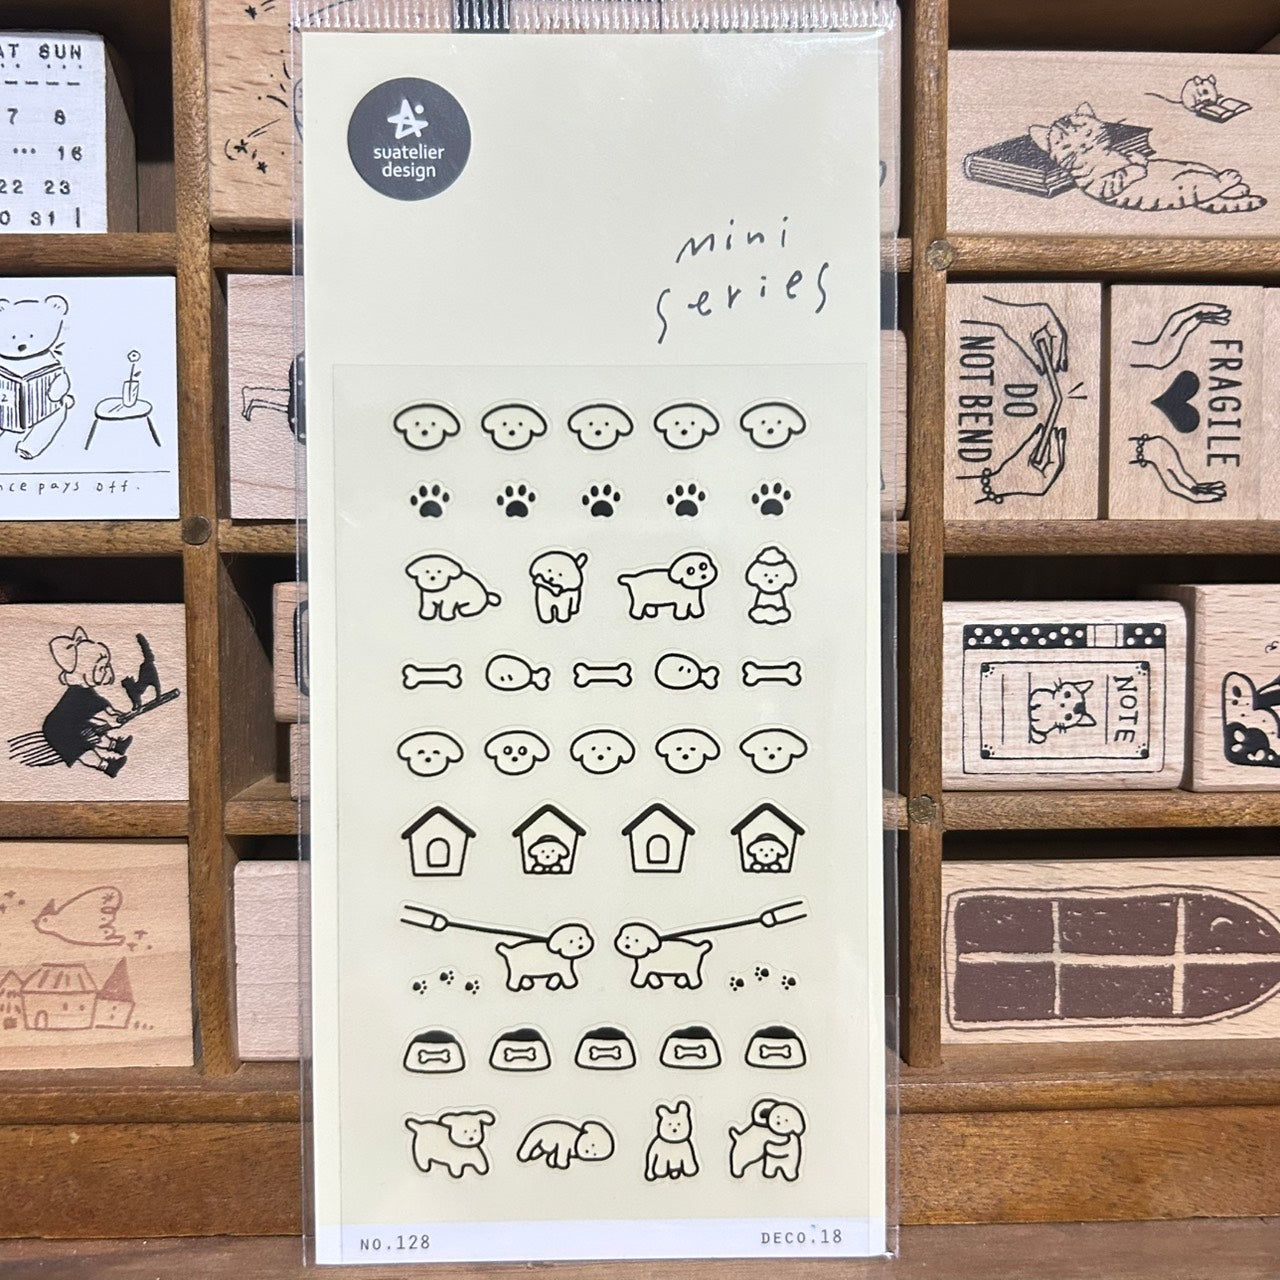 AT SUN
7 8
··· 16
22 23
0 31
suatelier
design
mini
series
DO
NOT BEND
FRAGILE
nce pays off.
NOTE
NO.128
DECO.18